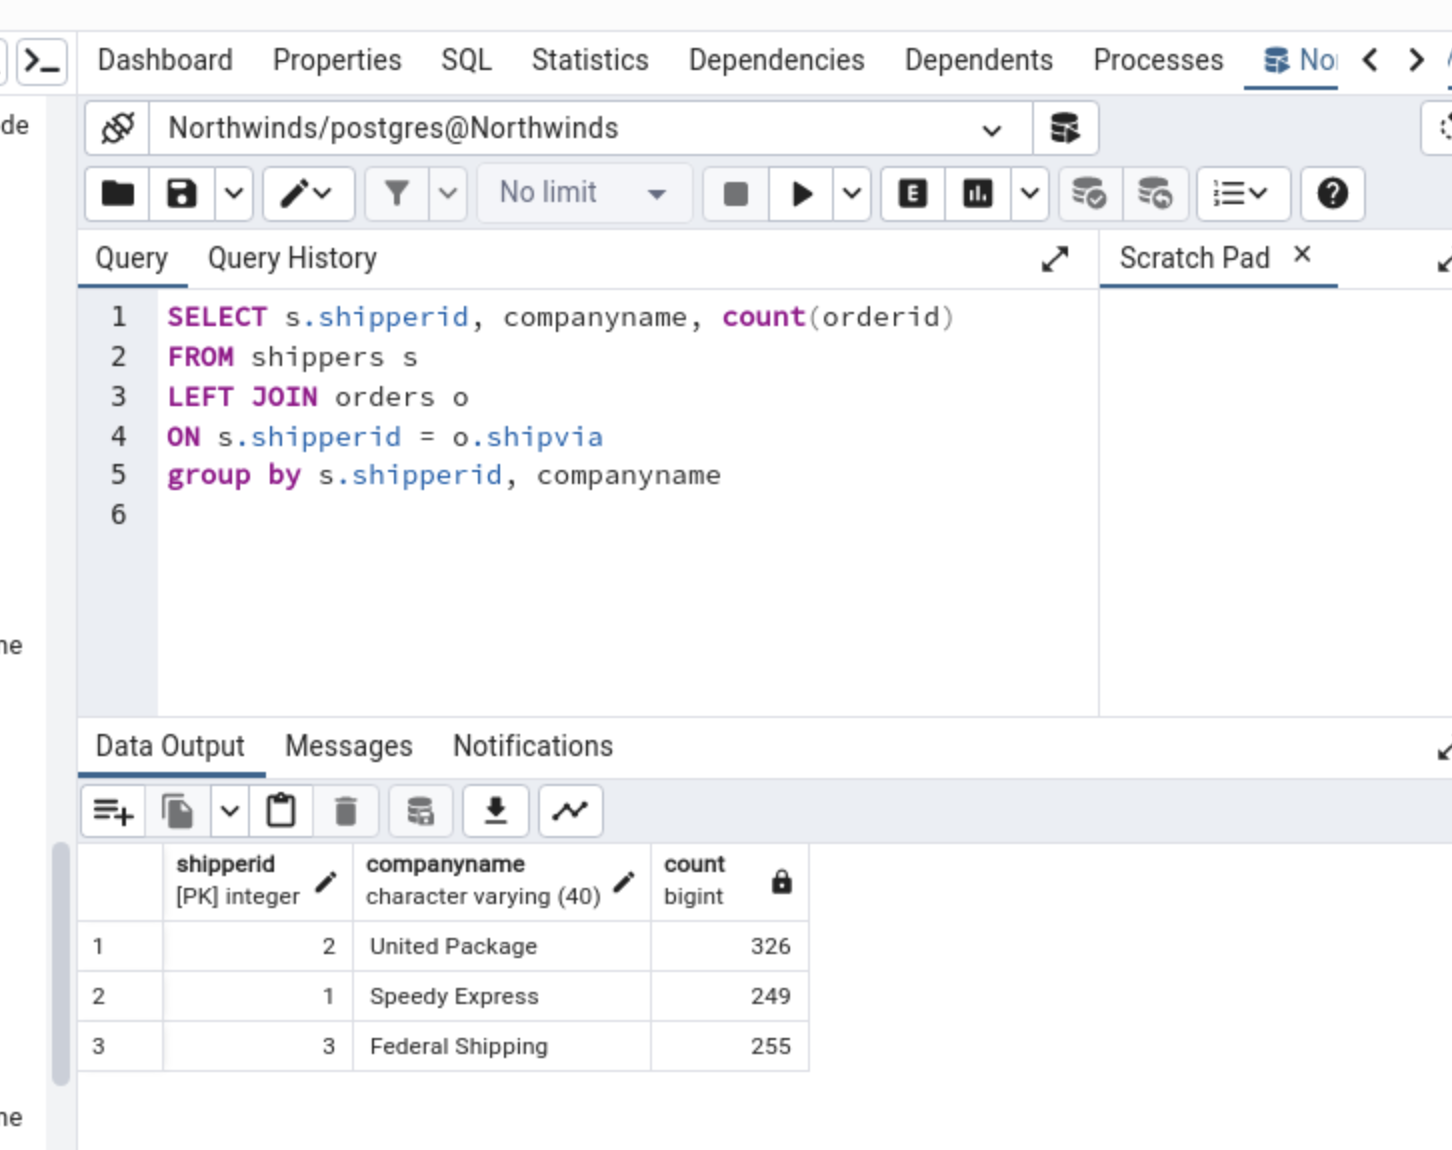 Dashboard Properties SQL Statistics Dependencies Dependents Processes
de
Northwinds/postgres@Northwinds
No limit
E
Query Query History Scratch Pad
1 SELECT s.shipperid, companyname, count(orderid)
2 FROM shippers s
3 LEFT JOIN orders o
4 ON s.shipperid = o.shipvia
5 group by s.shipperid, companyname
6
Data Output Messages Notifications
shipperid companyname count
[PK] integer character varying (40) bigint
1 2 United Package 326
2 1 Speedy Express 249
3 3 Federal Shipping 255